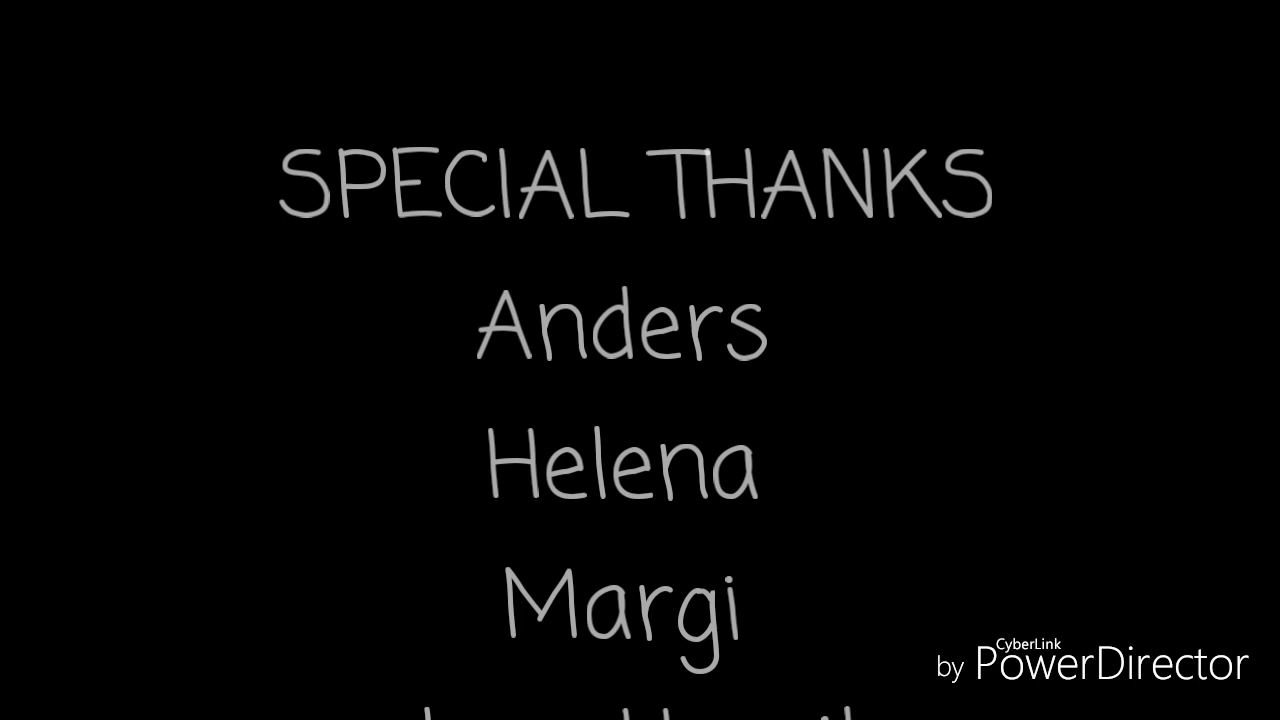 SPECIAL THANKS
Anders
Helena
Margi
CyberLink
by PowerDirector